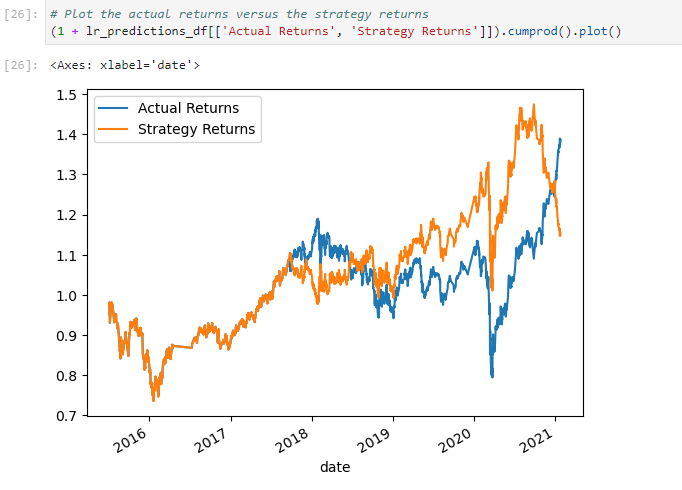 [26]: # Plot the actual returns versus the strategy returns
(1 + lr_predictions_df[['Actual Returns', 'Strategy Returns']]).cumprod().plot()
[26]: <Axes: xlabel='date'>
Actual Returns
Strategy Returns
1.5
1.4
1.3
1.2
1.1
1.0
0.9
0.8
0.7
2016 2017 2018 2019 2020 2021
date